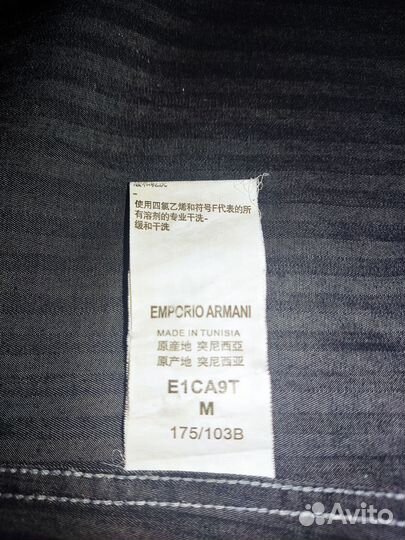 使用四氯乙烯和符号F代表的所
有溶剂的专业干洗-
缓和干洗
EMPORIO ARMANI
MADE IN TUNISIA
原産地 突尼西亞
原产地 突尼西亚
E1CA9T
M
175/103B
Avito